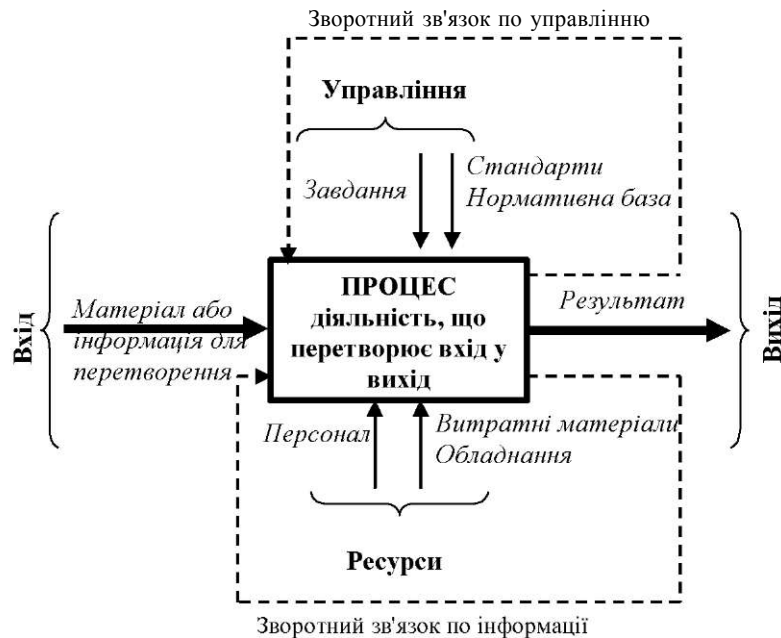 Зворотний зв'язок по управлінню
Управління
Завдання
Стандарти
Нормативна база
Вхід
Матеріал або
інформація для
перетворення
ПРОЦЕС
діяльність, що
перетворює вхід у
вихід
Результат
Вихід
Персонал
Витратні матеріали
Обладнання
Ресурси
Зворотний зв'язок по інформації